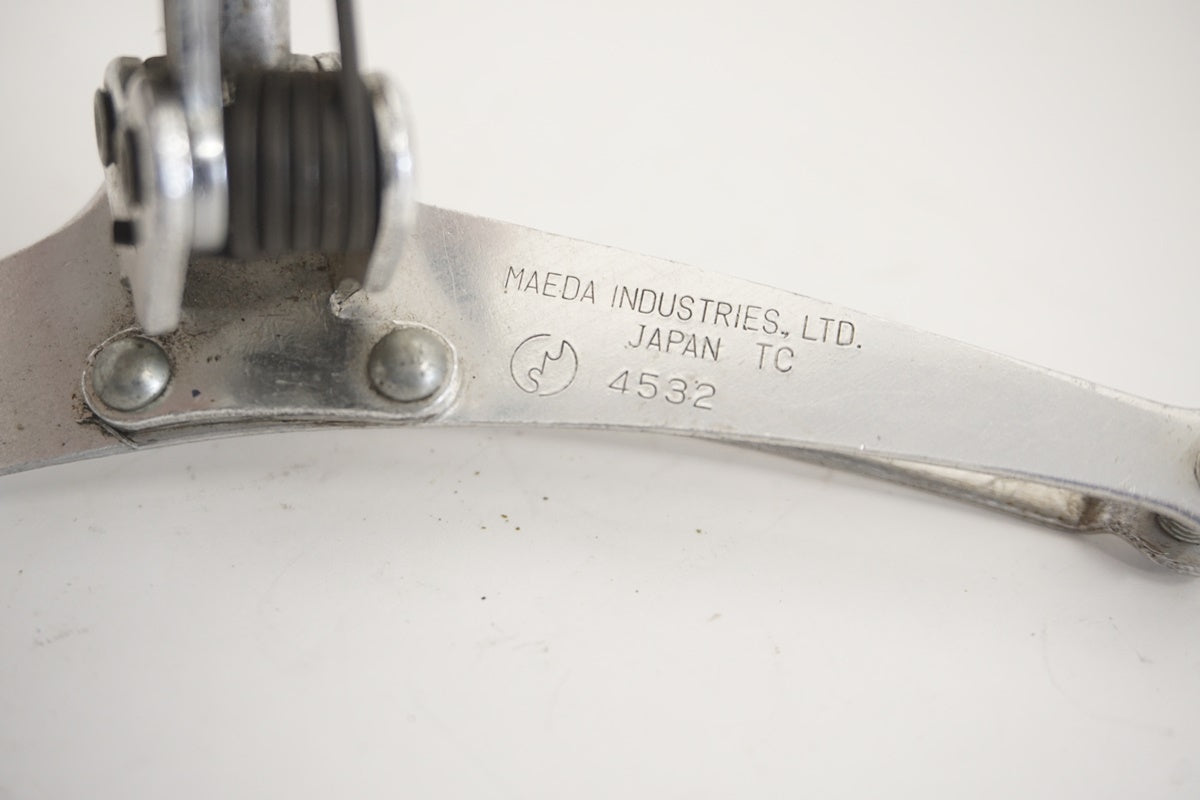 MAEDA INDUSTRIES., LTD.
JAPAN TC
4532